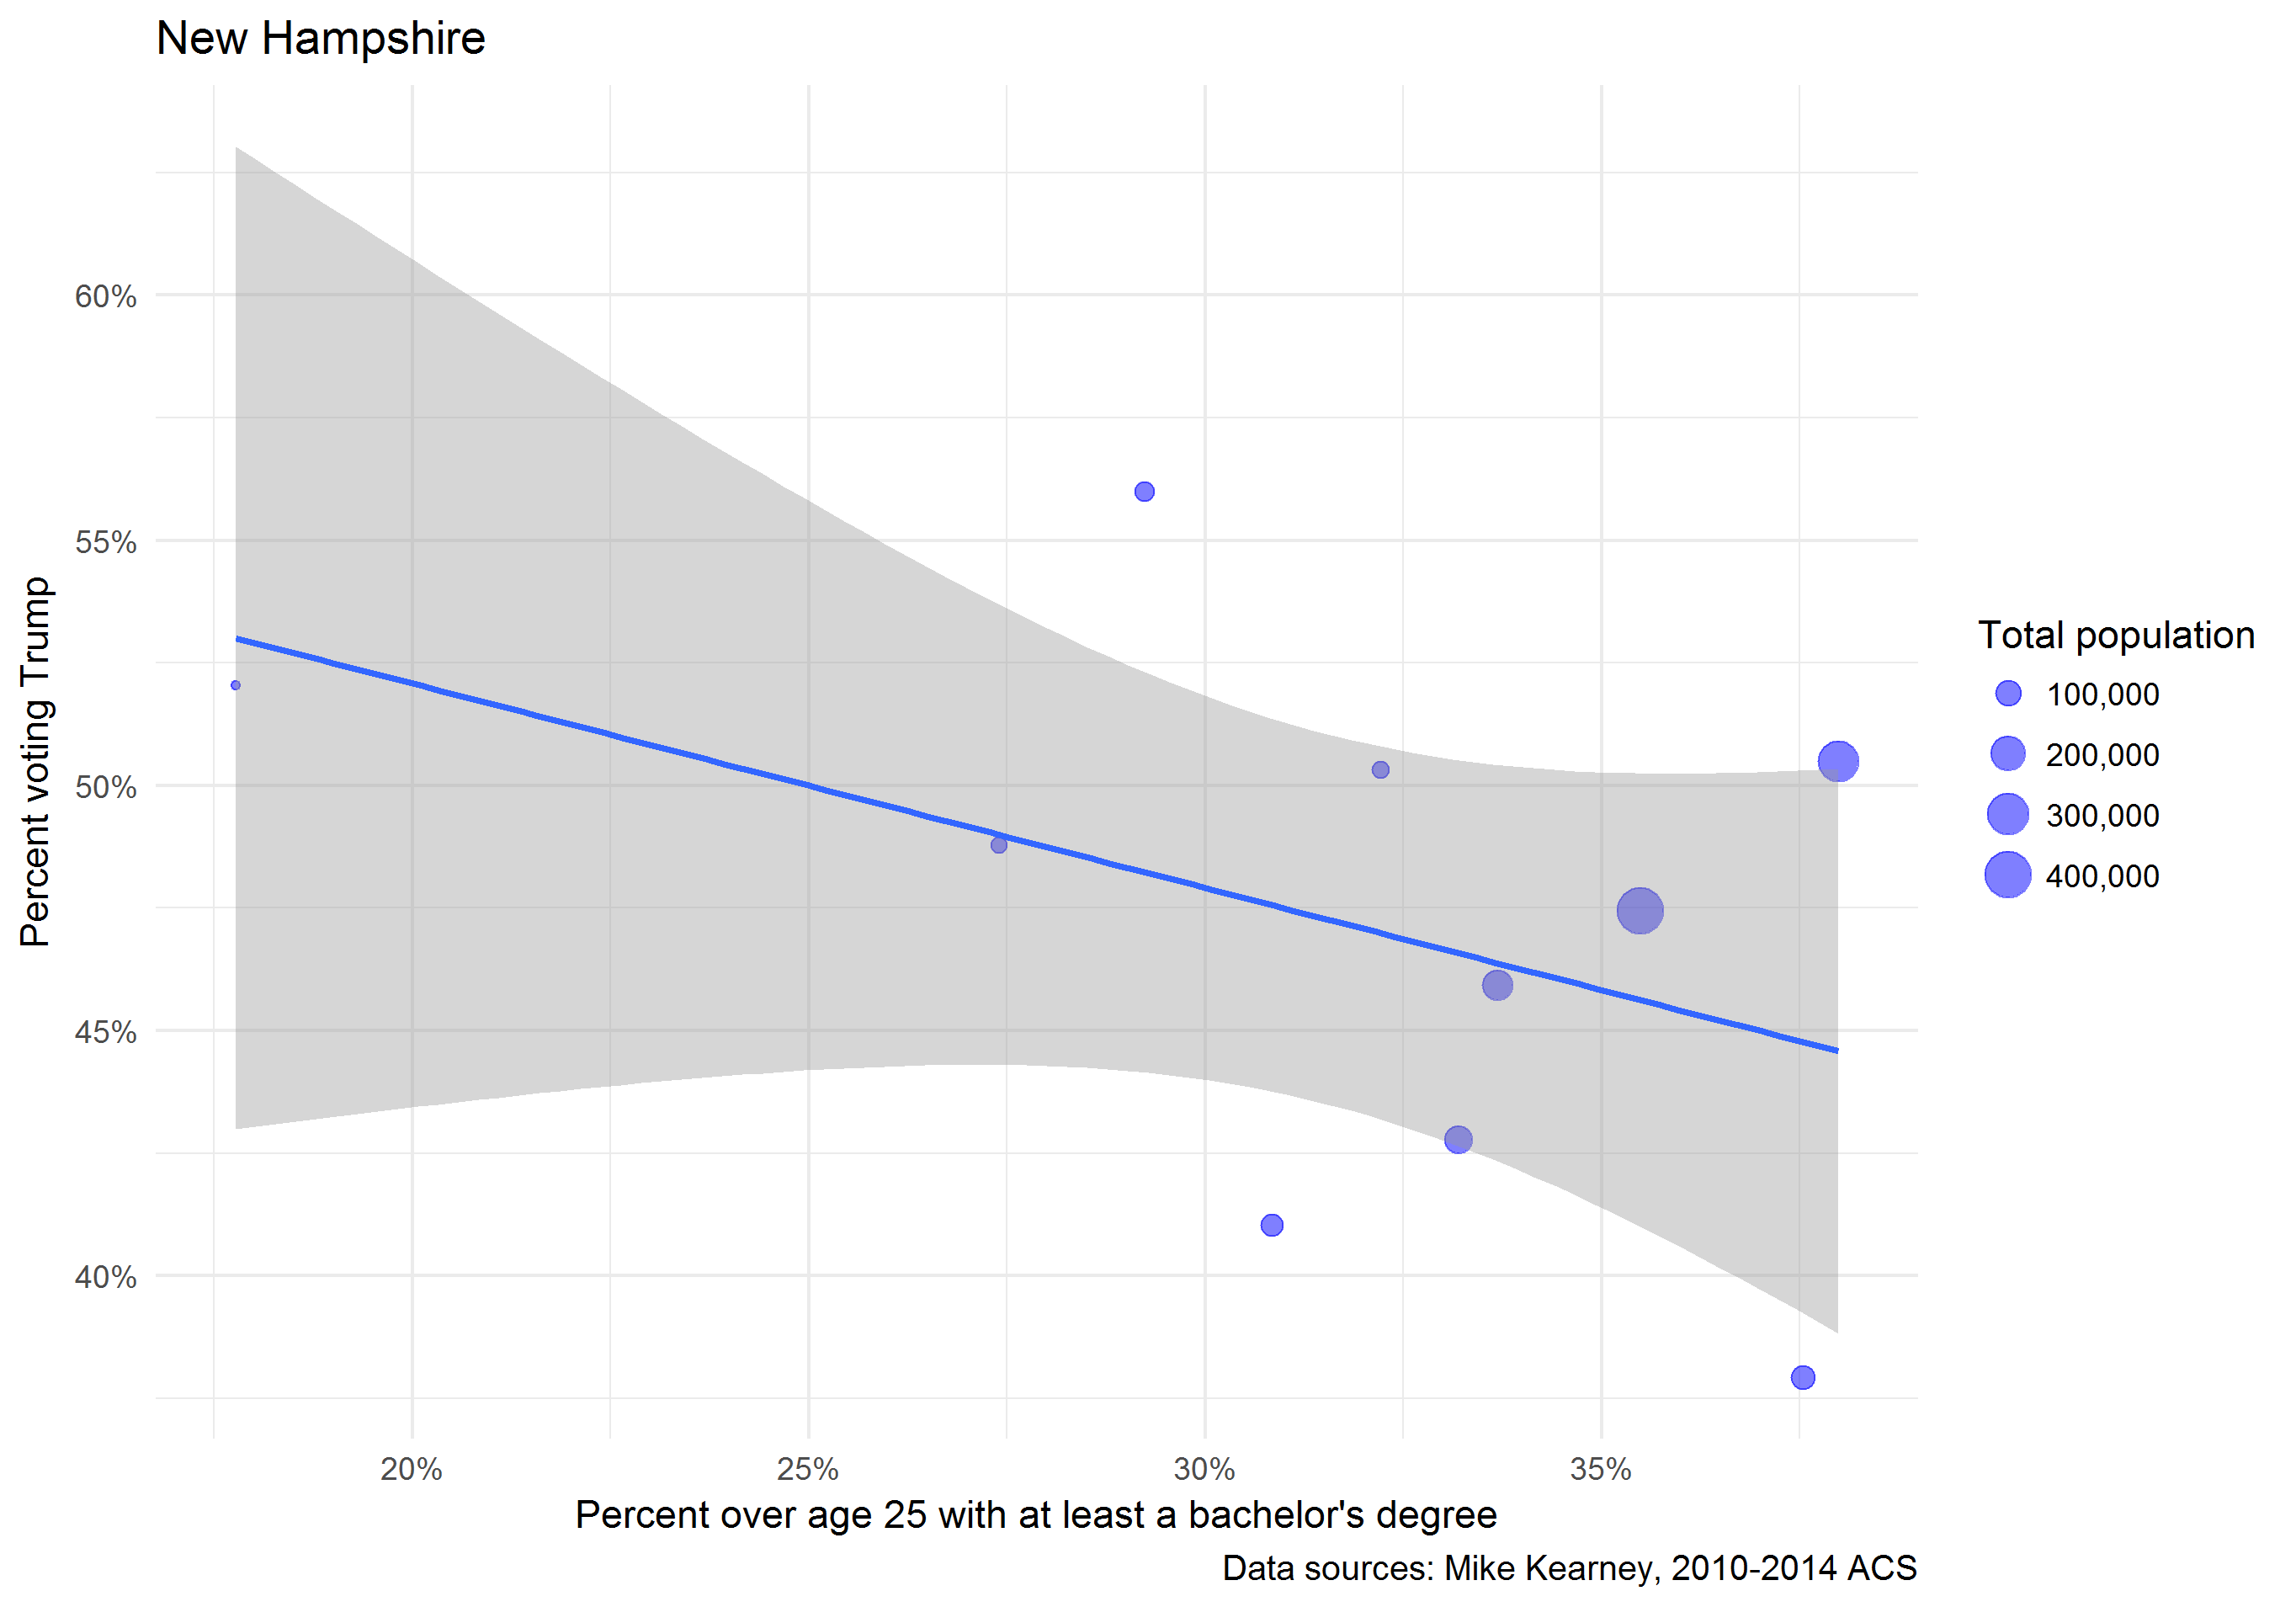 New Hampshire
Percent voting Trump
60%
55%
50%
45%
40%
20% 25% 30% 35%
Percent over age 25 with at least a bachelor's degree
Data sources: Mike Kearney, 2010-2014 ACS
Total population
100,000
200,000
300,000
400,000